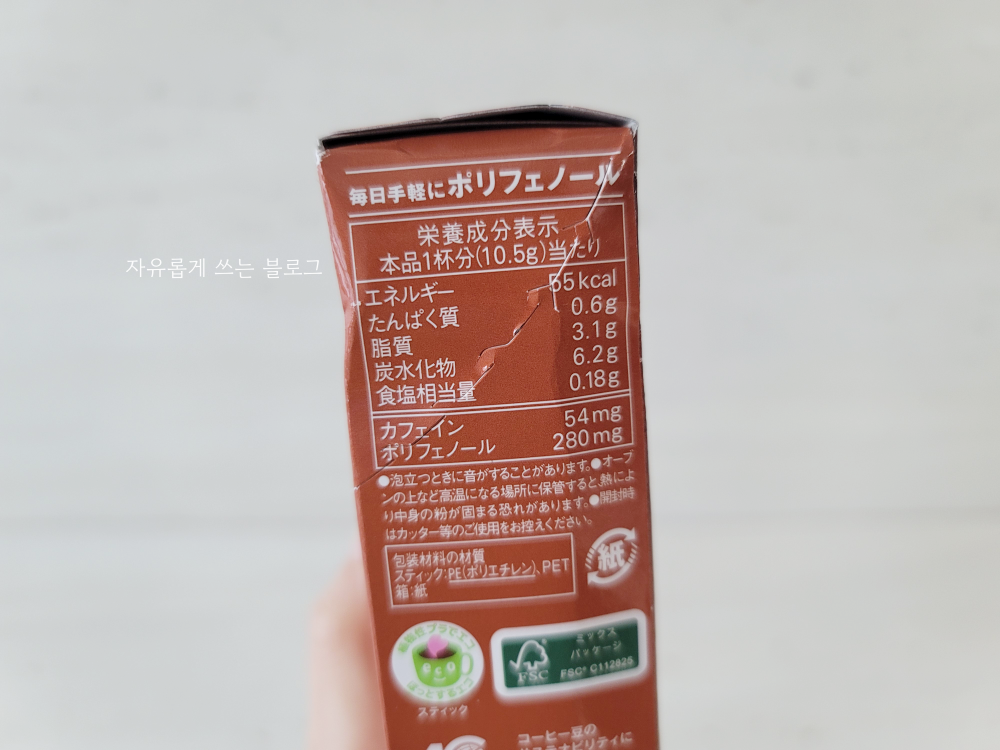 毎日手軽にポリフェノール
栄養成分表示
本品1杯分(10.5g)当たり
エネルギー 55kcal
たんぱく質 0.6g
脂質 3.1g
炭水化物 6.2g
食塩相当量 0.18g
カフェイン 54mg
ポリフェノール 280mg
●泡立つときに音がすることがあります。●オーブ
ンの上など高温になる場所に保管すると、熱によ
り中身の粉が固まる恐れがあります。●開封時
はカッター等のご使用をお控えください。
包装材料の材質
スティック:PE(ポリエチレン)、PET
箱:紙
紙
自유롭게 쓰는 블로그
eco
ほっとするエコ
スティック
FSC
ミックス
パッケージ
FSC® C112825
コーヒー豆の